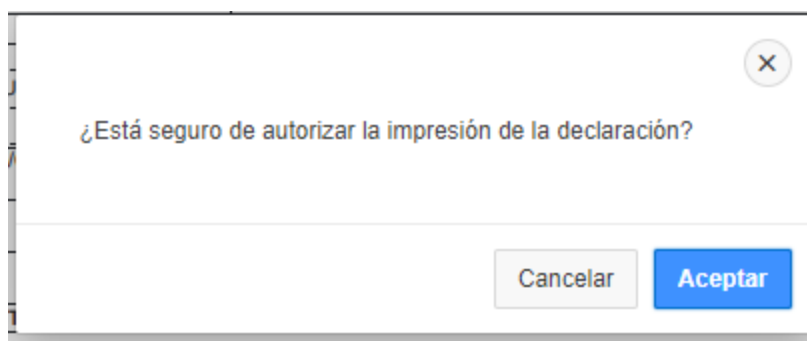 ¿Está seguro de autorizar la impresión de la declaración?
Cancelar
Aceptar